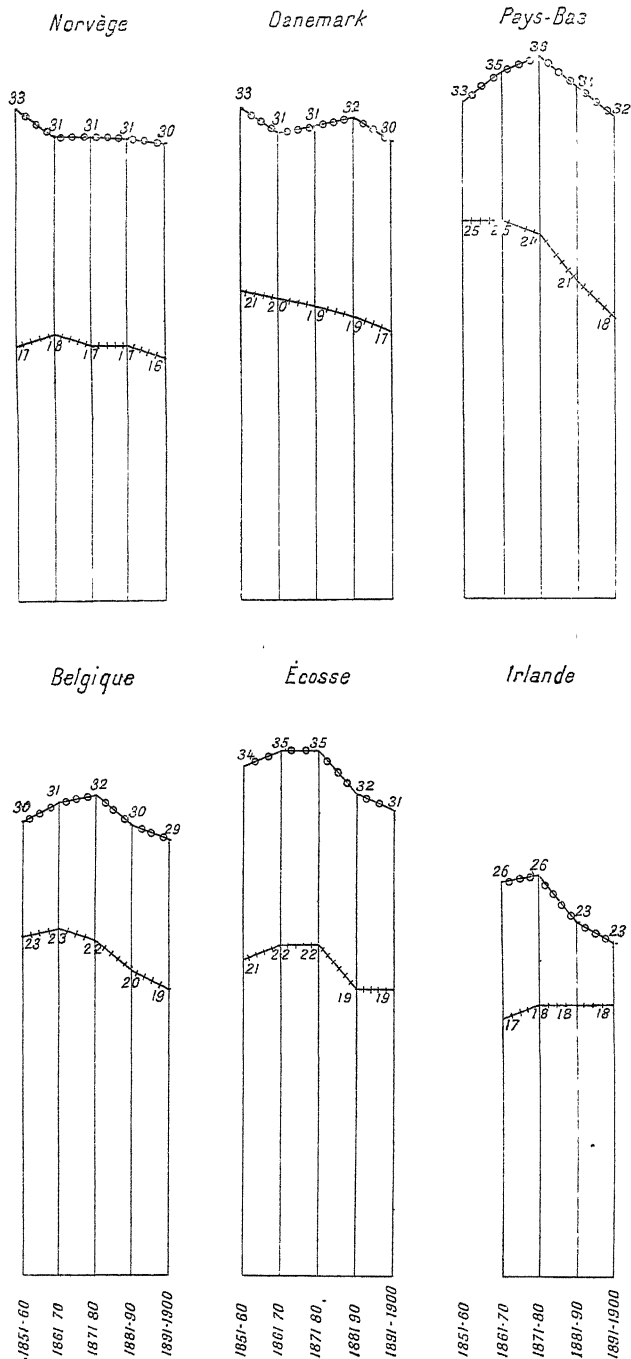 Norvège
33 31 31 31 30
17 18 17 17 16
Danemark
33 31 31 32 30
21 20 19 19 17
Pays-Bas
33 35 36 34 32
25 25 24 21 18
Belgique
30 31 32 30 29
23 23 22 20 19
Écosse
34 35 35 32 31
21 22 22 19 19
Irlande
26 26 23 23
17 18 18 18
1851-60
1861 70
1871-80
1881-90
1891-1900
1851-60
1861 70
1871-80
1881 90
1891-1900
1851-60
1861-70
1871-80
1881-90
1891-1900